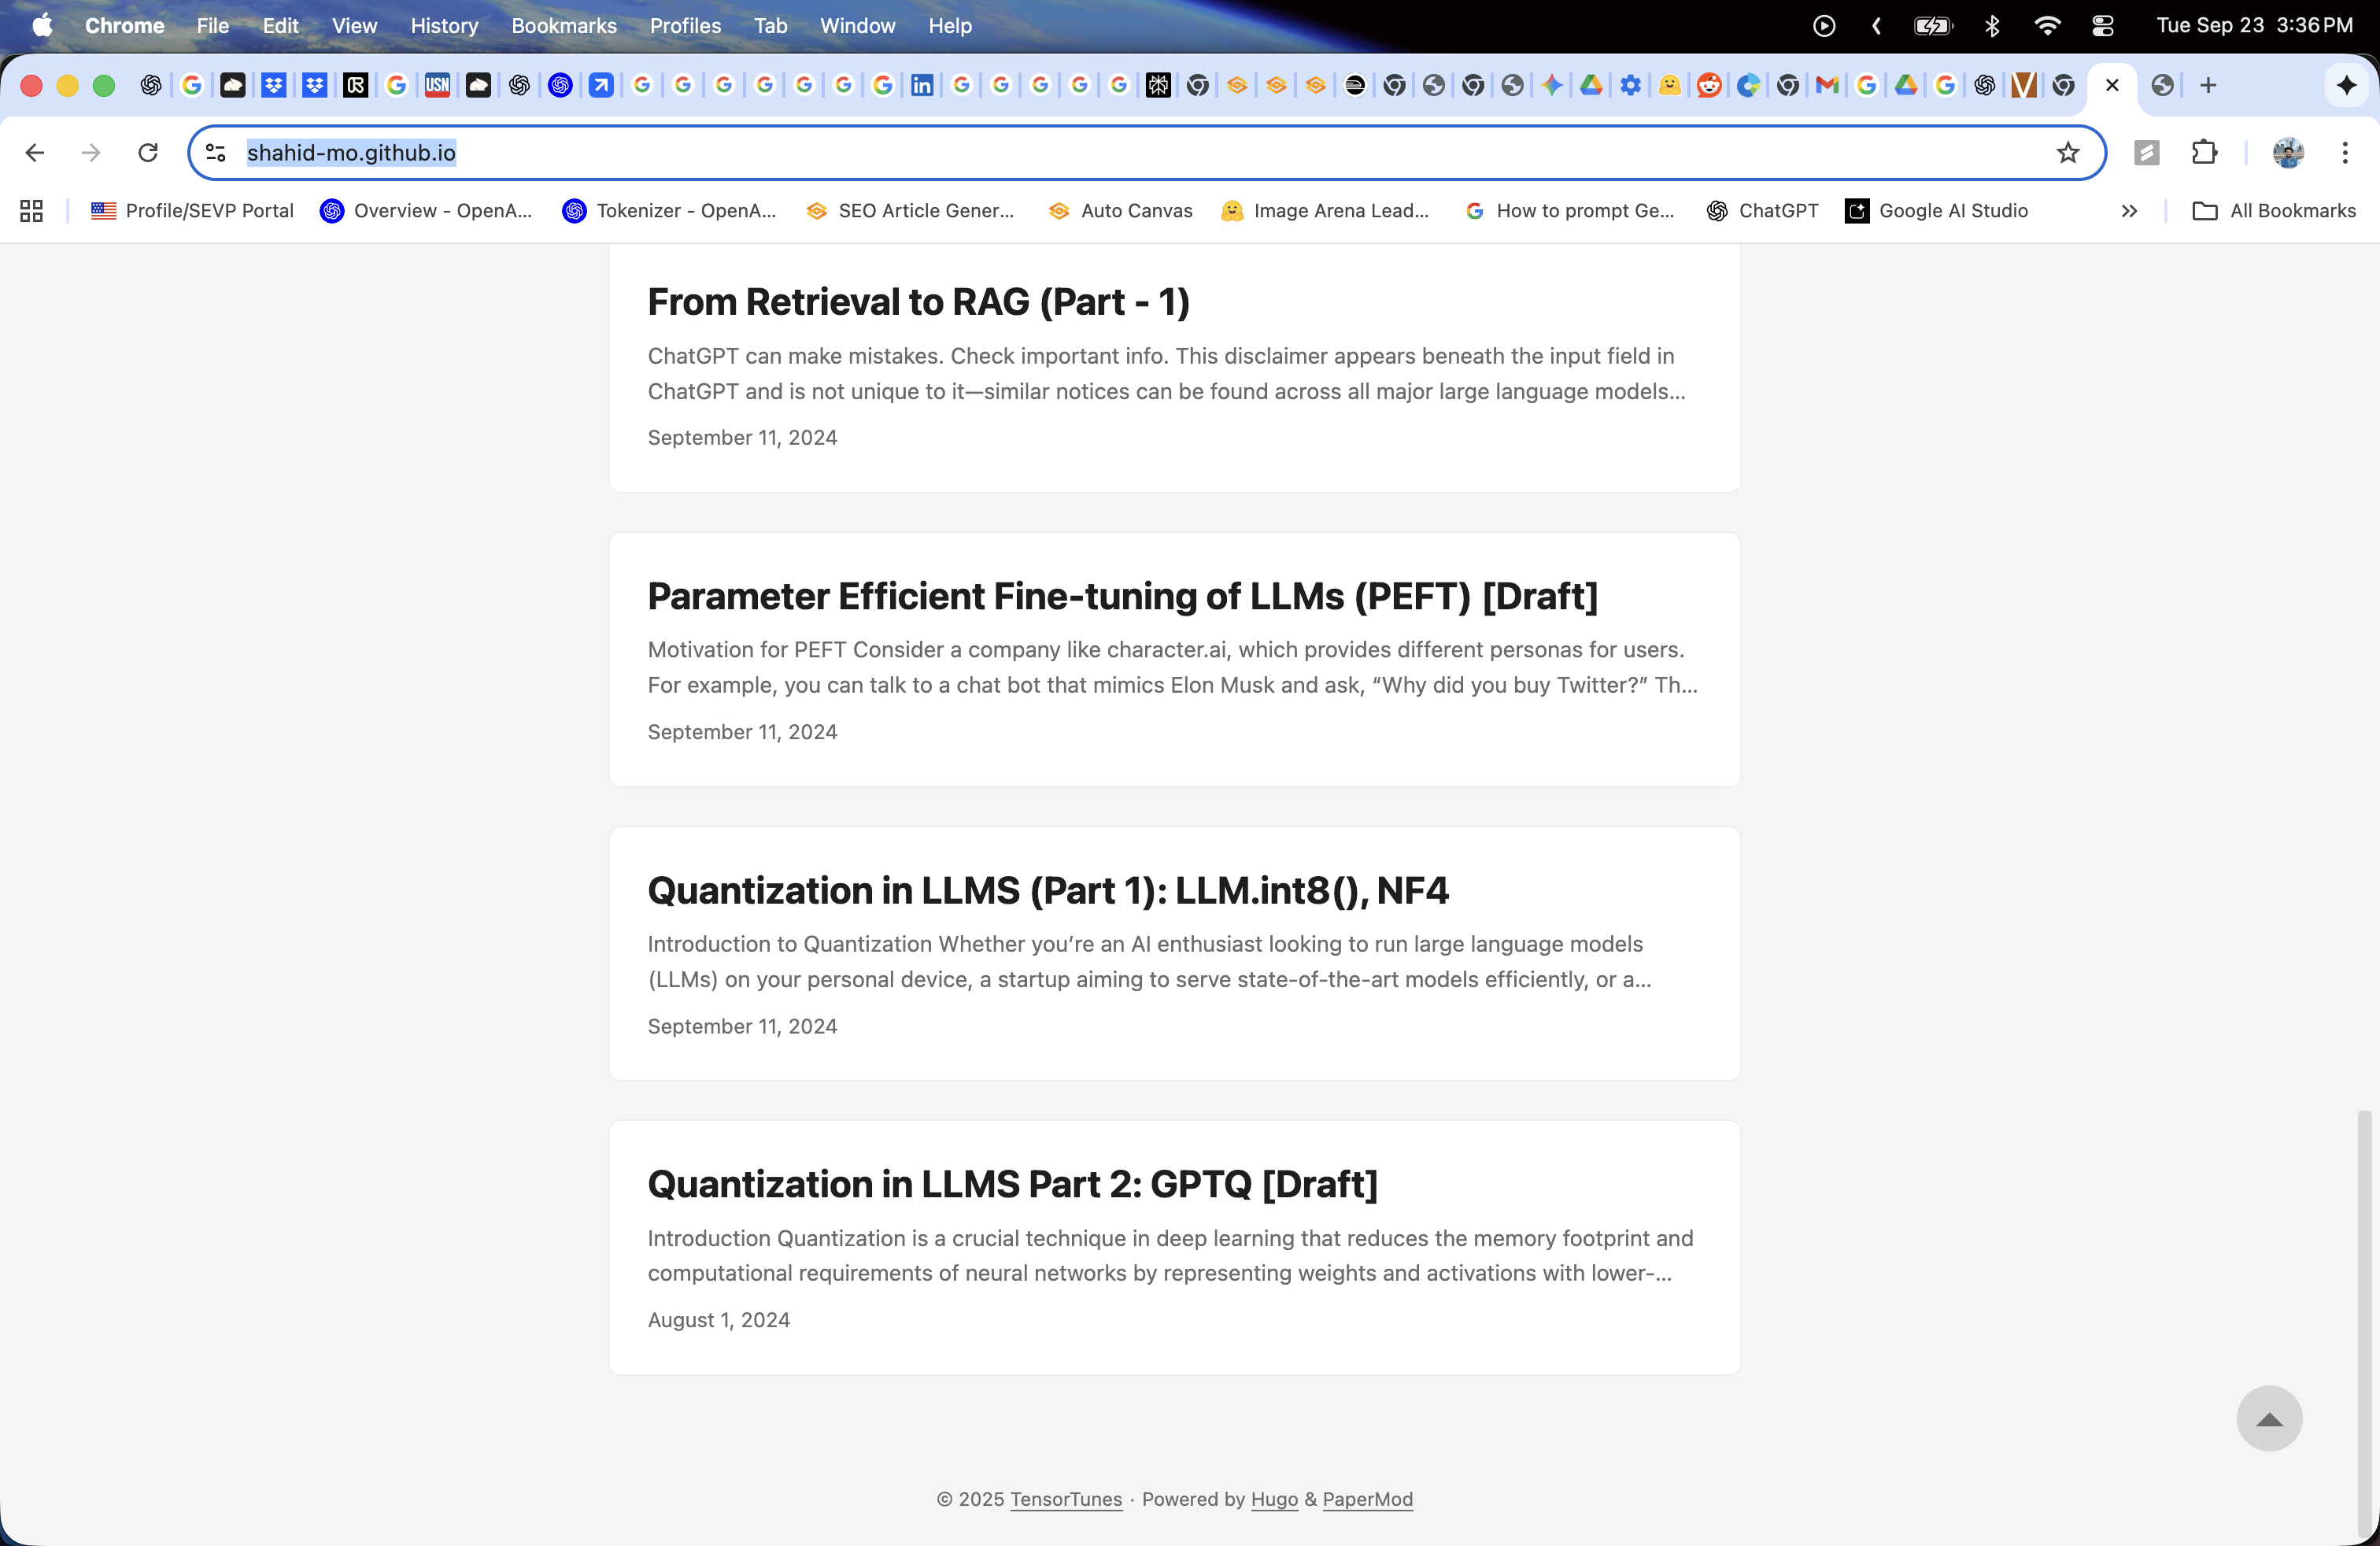 Chrome File Edit View History Bookmarks Profiles Tab Window Help Tue Sep 23 3:36 PM
USN
shahid-mo.github.io
Profile/SEVP Portal Overview - OpenA... Tokenizer - OpenA... SEO Article Gener... Auto Canvas Image Arena Lead... How to prompt Ge... ChatGPT Google AI Studio All Bookmarks
From Retrieval to RAG (Part - 1)
ChatGPT can make mistakes. Check important info. This disclaimer appears beneath the input field in
ChatGPT and is not unique to it—similar notices can be found across all major large language models...
September 11, 2024
Parameter Efficient Fine-tuning of LLMs (PEFT) [Draft]
Motivation for PEFT Consider a company like character.ai, which provides different personas for users.
For example, you can talk to a chat bot that mimics Elon Musk and ask, “Why did you buy Twitter?” Th...
September 11, 2024
Quantization in LLMS (Part 1): LLM.int8(), NF4
Introduction to Quantization Whether you’re an AI enthusiast looking to run large language models
(LLMs) on your personal device, a startup aiming to serve state-of-the-art models efficiently, or a...
September 11, 2024
Quantization in LLMS Part 2: GPTQ [Draft]
Introduction Quantization is a crucial technique in deep learning that reduces the memory footprint and
computational requirements of neural networks by representing weights and activations with lower-...
August 1, 2024
© 2025 TensorTunes · Powered by Hugo & PaperMod